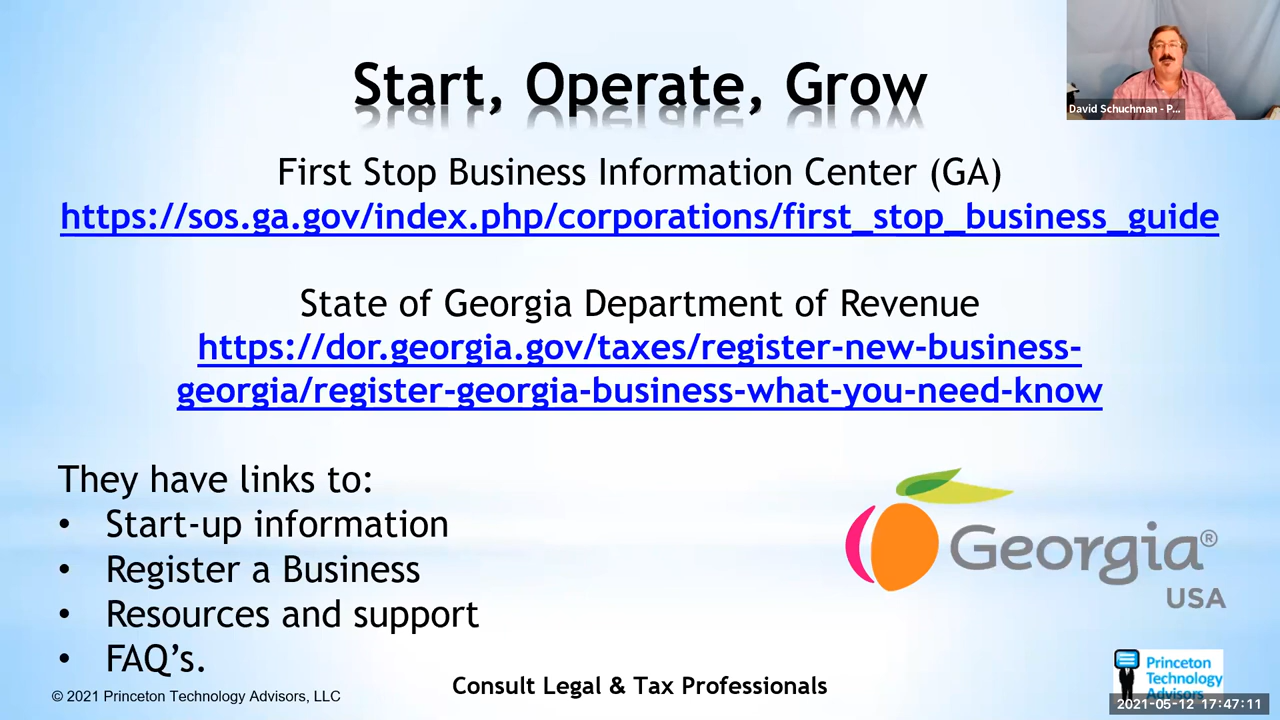 Start, Operate, Grow
David Schuchman - P...
First Stop Business Information Center (GA)
https://sos.ga.gov/index.php/corporations/first_stop_business_guide
State of Georgia Department of Revenue
https://dor.georgia.gov/taxes/register-new-business-
georgia/register-georgia-business-what-you-need-know
They have links to:
• Start-up information
• Register a Business
• Resources and support
• FAQ’s.
Georgia®
USA
© 2021 Princeton Technology Advisors, LLC
Consult Legal & Tax Professionals
Princeton
Technology
Advisors
2021-05-12 17:47:11